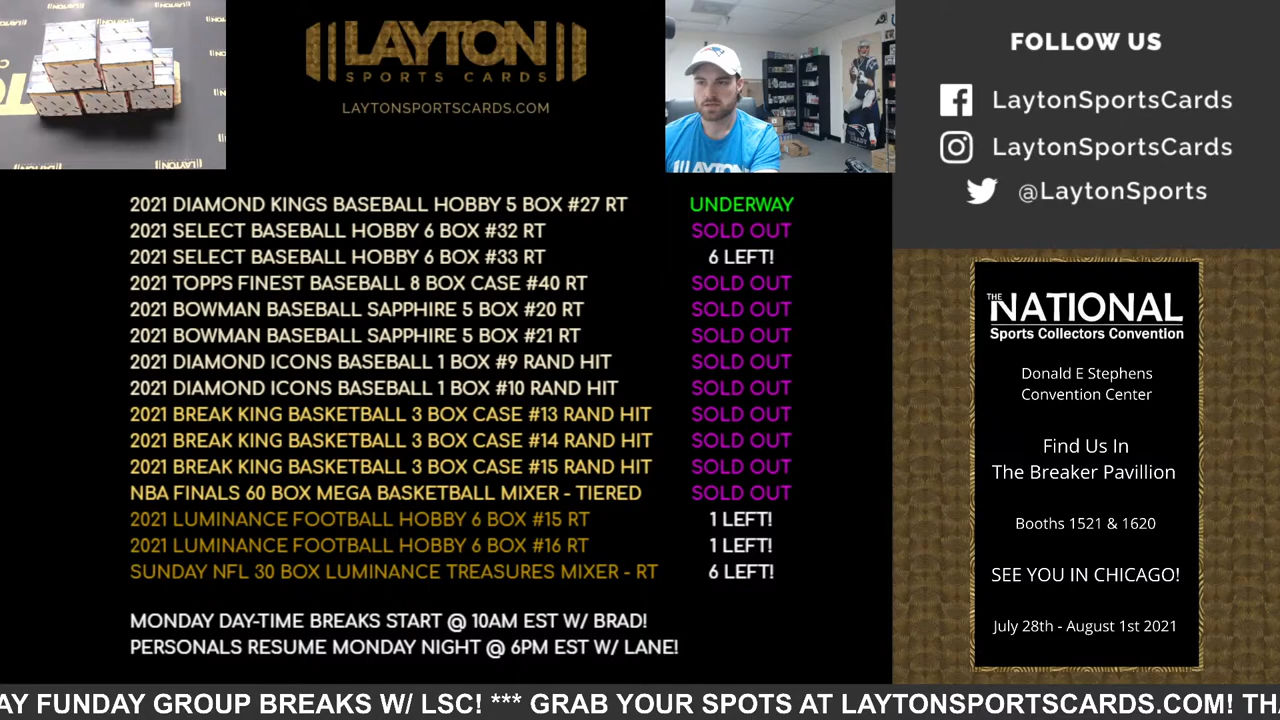 LAYTON
SPORTS CARDS
LAYTONSPORTSCARDS.COM
FOLLOW US
LaytonSportsCards
LaytonSportsCards
@LaytonSports
LAYTON
2021 DIAMOND KINGS BASEBALL HOBBY 5 BOX #27 RT UNDERWAY
2021 SELECT BASEBALL HOBBY 6 BOX #32 RT SOLD OUT
2021 SELECT BASEBALL HOBBY 6 BOX #33 RT 6 LEFT!
2021 TOPPS FINEST BASEBALL 8 BOX CASE #40 RT SOLD OUT
2021 BOWMAN BASEBALL SAPPHIRE 5 BOX #20 RT SOLD OUT
2021 BOWMAN BASEBALL SAPPHIRE 5 BOX #21 RT SOLD OUT
2021 DIAMOND ICONS BASEBALL 1 BOX #9 RAND HIT SOLD OUT
2021 DIAMOND ICONS BASEBALL 1 BOX #10 RAND HIT SOLD OUT
2021 BREAK KING BASKETBALL 3 BOX CASE #13 RAND HIT SOLD OUT
2021 BREAK KING BASKETBALL 3 BOX CASE #14 RAND HIT SOLD OUT
2021 BREAK KING BASKETBALL 3 BOX CASE #15 RAND HIT SOLD OUT
NBA FINALS 60 BOX MEGA BASKETBALL MIXER - TIERED SOLD OUT
2021 LUMINANCE FOOTBALL HOBBY 6 BOX #15 RT 1 LEFT!
2021 LUMINANCE FOOTBALL HOBBY 6 BOX #16 RT 1 LEFT!
SUNDAY NFL 30 BOX LUMINANCE TREASURES MIXER - RT 6 LEFT!
MONDAY DAY-TIME BREAKS START @ 10AM EST W/ BRAD!
PERSONALS RESUME MONDAY NIGHT @ 6PM EST W/ LANE!
THE NATIONAL
Sports Collectors Convention
Donald E Stephens
Convention Center
Find Us In
The Breaker Pavillion
Booths 1521 & 1620
SEE YOU IN CHICAGO!
July 28th - August 1st 2021
AY FUNDAY GROUP BREAKS W/ LSC! *** GRAB YOUR SPOTS AT LAYTONSPORTSCARDS.COM! THA